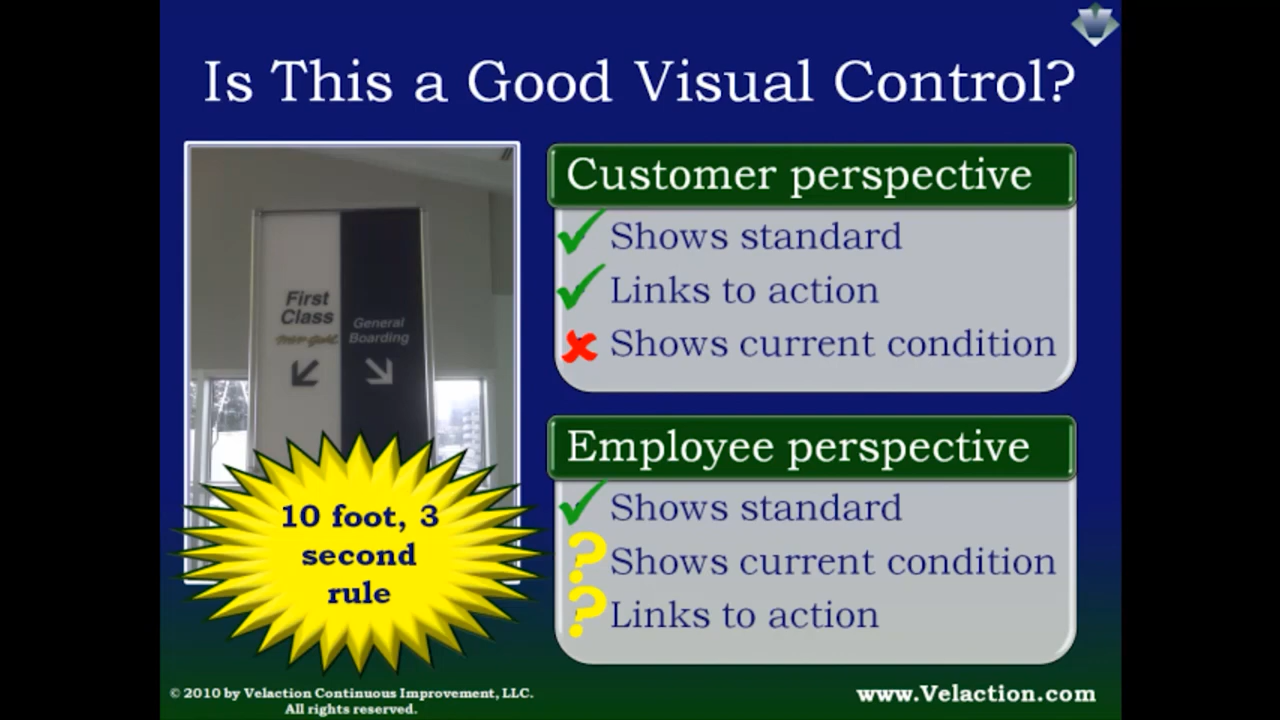 Is This a Good Visual Control?
First
Class
General
Boarding
10 foot, 3
second
rule
Customer perspective
Shows standard
Links to action
Shows current condition
Employee perspective
Shows standard
Shows current condition
Links to action
© 2010 by Velaction Continuous Improvement, LLC.
All rights reserved.
www.Velaction.com